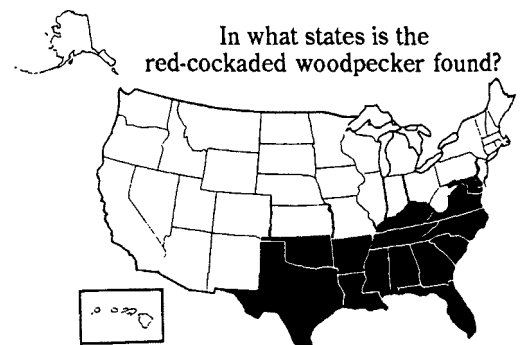 In what states is the
red-cockaded woodpecker found?